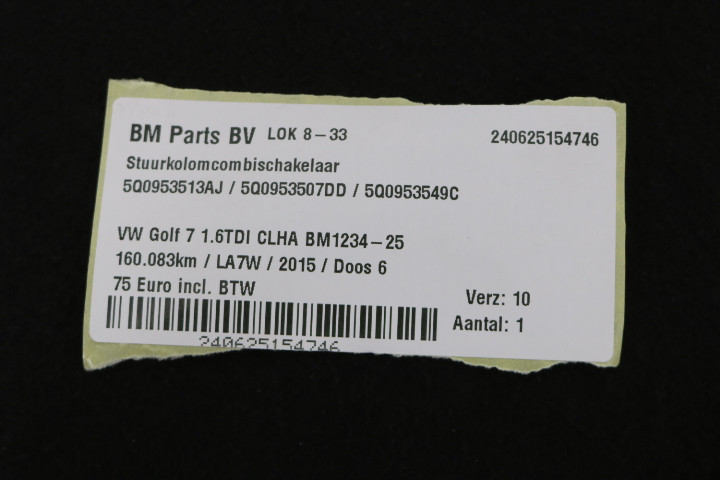 BM Parts BV LOK 8-33 240625154746
Stuurkolomcombischakelaar
5Q0953513AJ / 5Q0953507DD / 5Q0953549C
VW Golf 7 1.6TDI CLHA BM1234-25
160.083km / LA7W / 2015 / Doos 6
75 Euro incl. BTW Verz: 10
Aantal: 1
240625154746